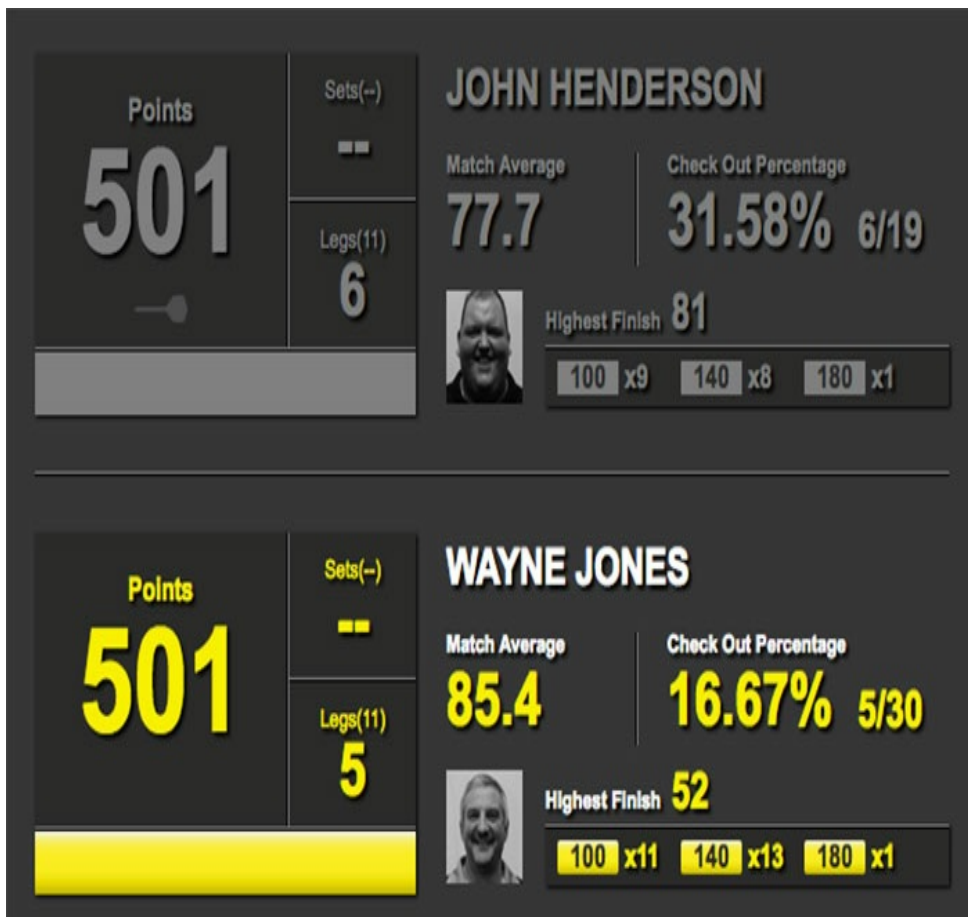 Points
501
Sets(--)
--
Legs(11)
6
JOHN HENDERSON
Match Average
77.7
Check Out Percentage
31.58% 6/19
Highest Finish 81
100 x9 140 x8 180 x1
Points
501
Sets(--)
--
Legs(11)
5
WAYNE JONES
Match Average
85.4
Check Out Percentage
16.67% 5/30
Highest Finish 52
100 x11 140 x13 180 x1